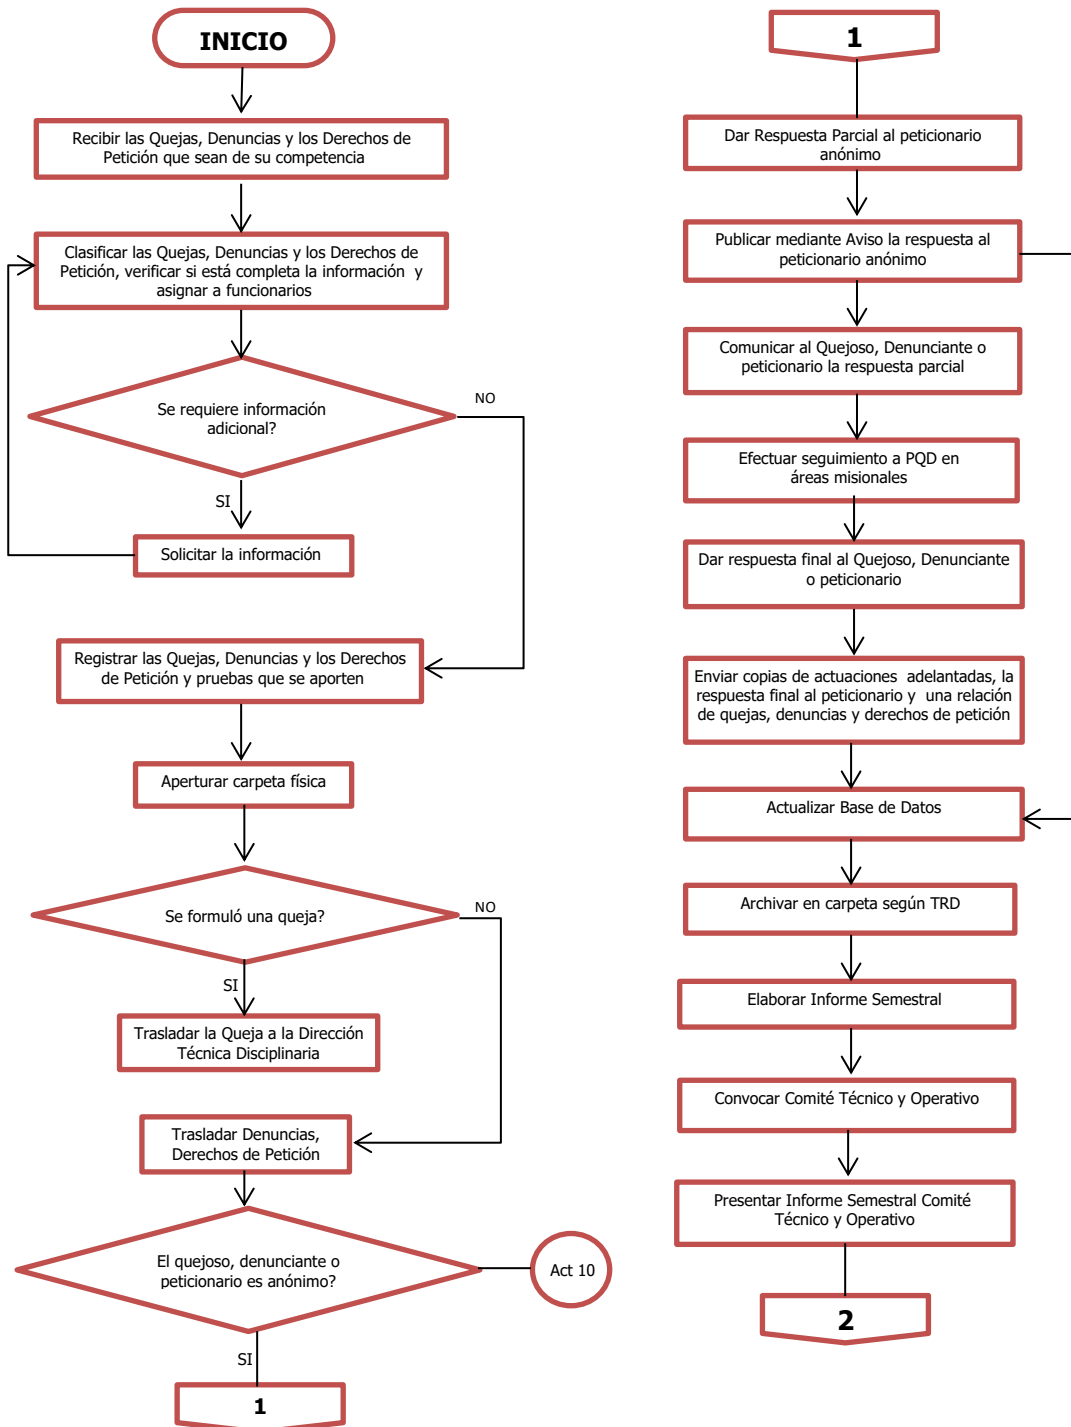 INICIO
Recibir las Quejas, Denuncias y los Derechos de
Petición que sean de su competencia
Clasificar las Quejas, Denuncias y los Derechos de
Petición, verificar si está completa la información y
asignar a funcionarios
Se requiere información
adicional?
NO
SI
Solicitar la información
Registrar las Quejas, Denuncias y los Derechos
de Petición y pruebas que se aporten
Aperturar carpeta física
Se formuló una queja?
NO
SI
Trasladar la Queja a la Dirección
Técnica Disciplinaria
Trasladar Denuncias,
Derechos de Petición
El quejoso, denunciante o
peticionario es anónimo?
Act 10
SI
1
1
Dar Respuesta Parcial al peticionario
anónimo
Publicar mediante Aviso la respuesta al
peticionario anónimo
Comunicar al Quejoso, Denunciante o
peticionario la respuesta parcial
Efectuar seguimiento a PQD en
áreas misionales
Dar respuesta final al Quejoso, Denunciante
o peticionario
Enviar copias de actuaciones adelantadas, la
respuesta final al peticionario y una relación
de quejas, denuncias y derechos de petición
Actualizar Base de Datos
Archivar en carpeta según TRD
Elaborar Informe Semestral
Convocar Comité Técnico y Operativo
Presentar Informe Semestral Comité
Técnico y Operativo
2